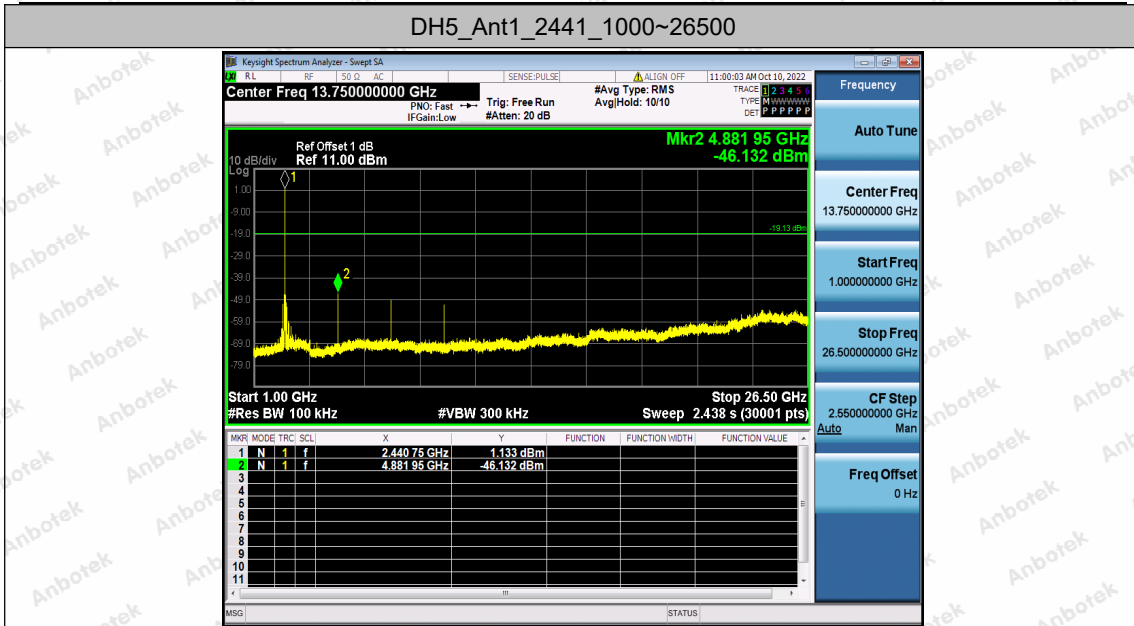 DH5_Ant1_2441_1000~26500
Keysight Spectrum Analyzer - Swept SA
LXI RL RF 50 Ω AC SENSE:PULSE ALIGN OFF 11:00:03 AM Oct 10, 2022
Center Freq 13.750000000 GHz
PNO: Fast
IFGain:Low
Trig: Free Run
#Atten: 20 dB
#Avg Type: RMS
Avg|Hold: 10/10
TRACE 1 2 3 4 5 6
TYPE M W W W W W
DET P P P P P P
Ref Offset 1 dB
10 dB/div Ref 11.00 dBm
Log
Mkr2 4.881 95 GHz
-46.132 dBm
1
1.00
-9.00
-19.0
-19.13 dBm
-29.0
-39.0
2
-49.0
-59.0
-69.0
-79.0
Start 1.00 GHz Stop 26.50 GHz
#Res BW 100 kHz #VBW 300 kHz Sweep 2.438 s (30001 pts)
MKR MODE TRC SCL X Y FUNCTION FUNCTION WIDTH FUNCTION VALUE
1 N 1 f 2.440 75 GHz 1.133 dBm
2 N 1 f 4.881 95 GHz -46.132 dBm
3
4
5
6
7
8
9
10
11
MSG STATUS
Frequency
Auto Tune
Center Freq
13.750000000 GHz
Start Freq
1.000000000 GHz
Stop Freq
26.500000000 GHz
CF Step
2.550000000 GHz
Auto Man
Freq Offset
0 Hz
Anbotek